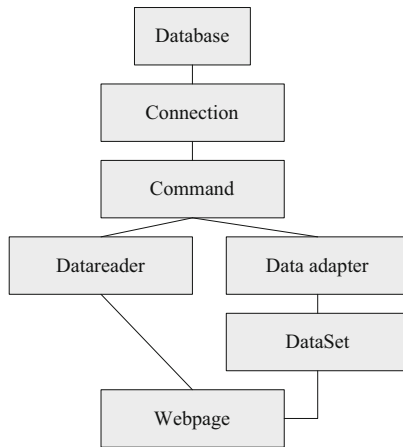 Database
Connection
Command
Datareader
Data adapter
DataSet
Webpage